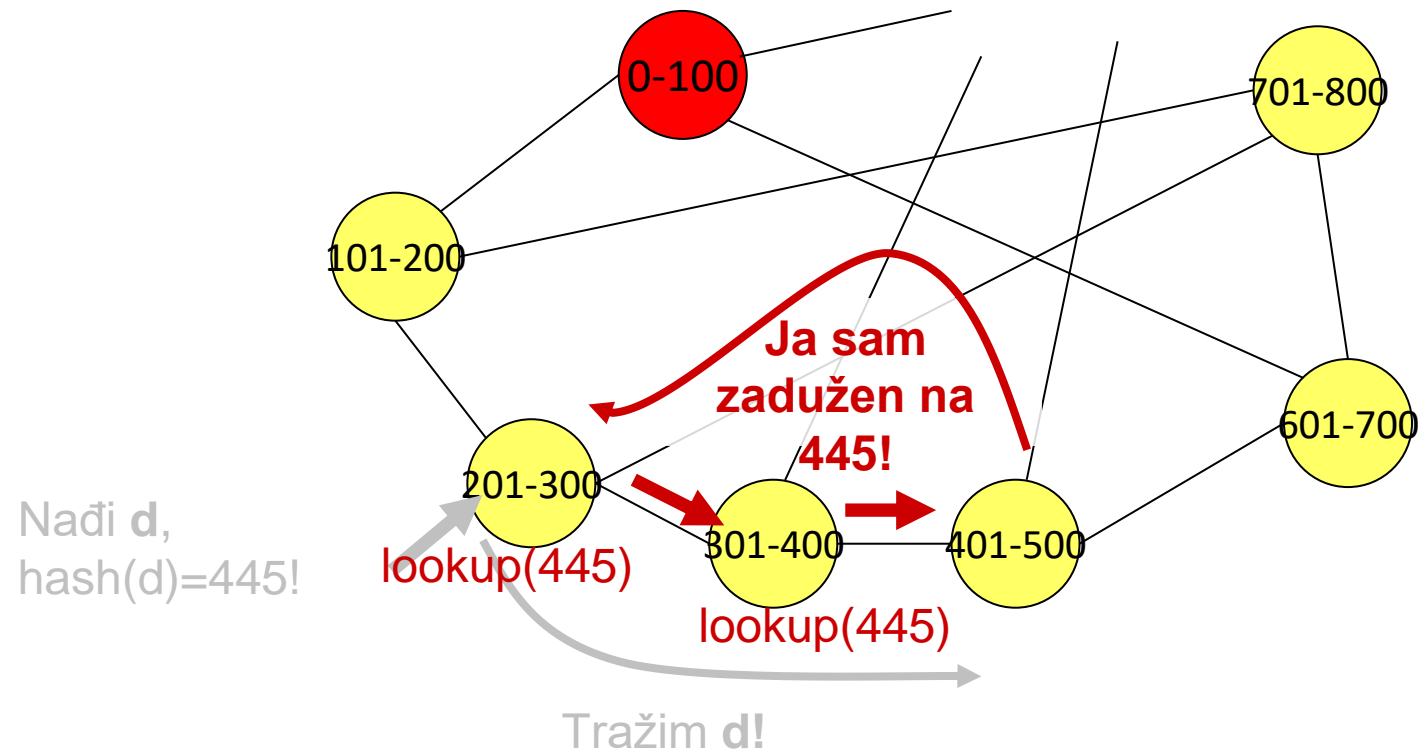 0-100
701-800
101-200
Ja sam
zadužen na
445!
601-700
201-300
Nađi d,
hash(d)=445!
lookup(445)
301-400
401-500
lookup(445)
Tražim d!